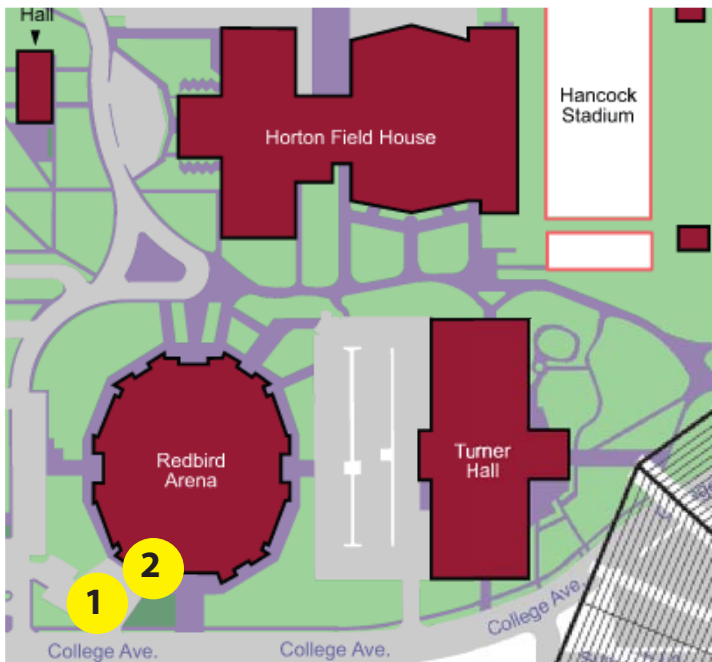 Hall
Horton Field House
Hancock
Stadium
Redbird
Arena
Turner
Hall
2
1
College Ave.
College Ave.
College Ave.